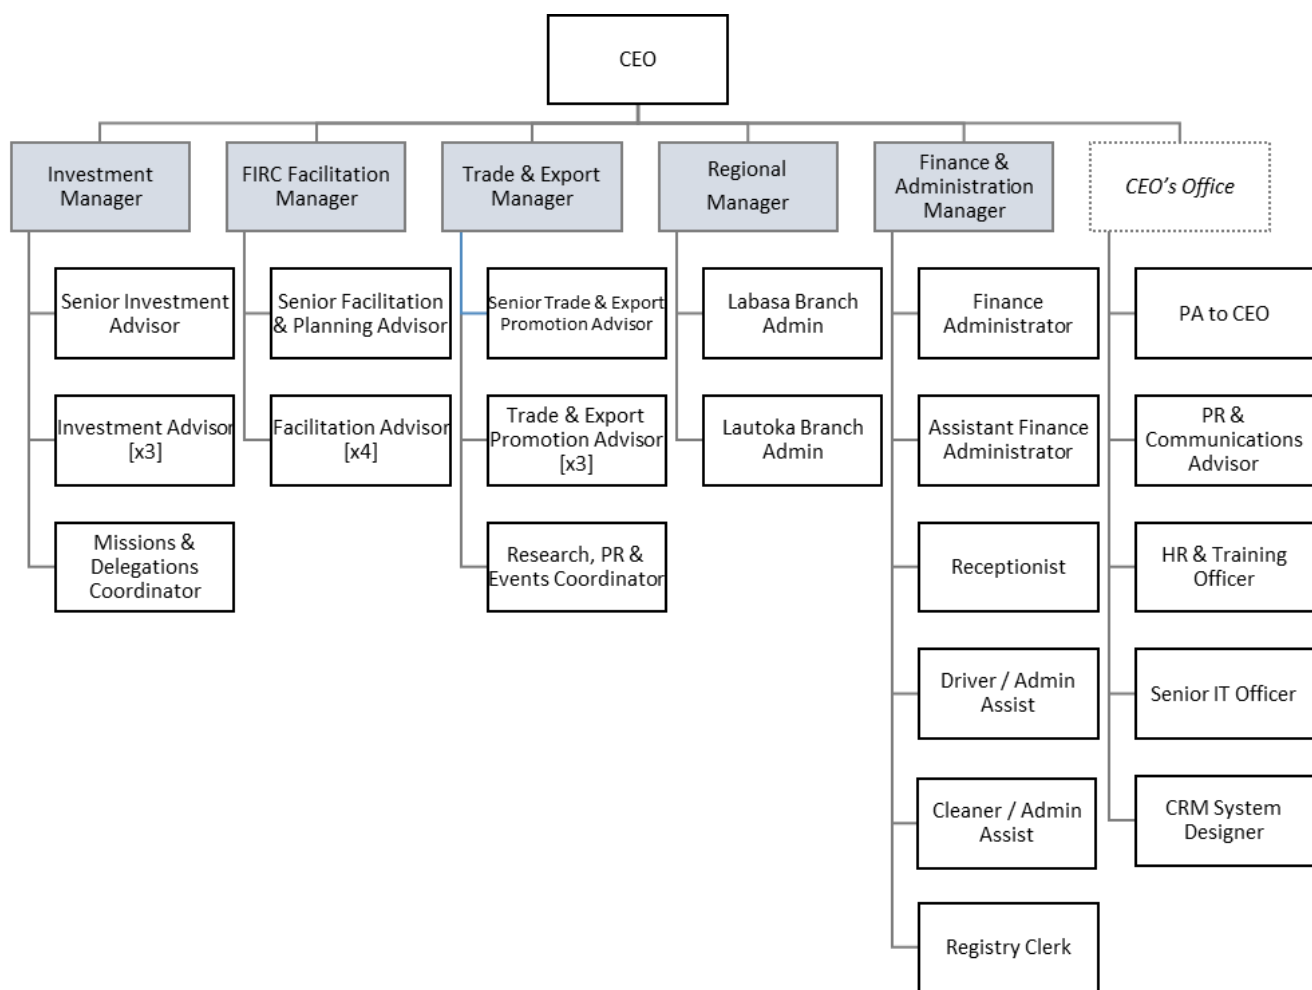 CEO
Investment
Manager
FIRC Facilitation
Manager
Trade & Export
Manager
Regional
Manager
Finance &
Administration
Manager
CEO’s Office
Senior Investment
Advisor
Senior Facilitation
& Planning Advisor
Senior Trade & Export
Promotion Advisor
Labasa Branch
Admin
Finance
Administrator
PA to CEO
Investment Advisor
[x3]
Facilitation Advisor
[x4]
Trade & Export
Promotion Advisor
[x3]
Lautoka Branch
Admin
Assistant Finance
Administrator
PR &
Communications
Advisor
Missions &
Delegations
Coordinator
Research, PR &
Events Coordinator
Receptionist
HR & Training
Officer
Driver / Admin
Assist
Senior IT Officer
Cleaner / Admin
Assist
CRM System
Designer
Registry Clerk